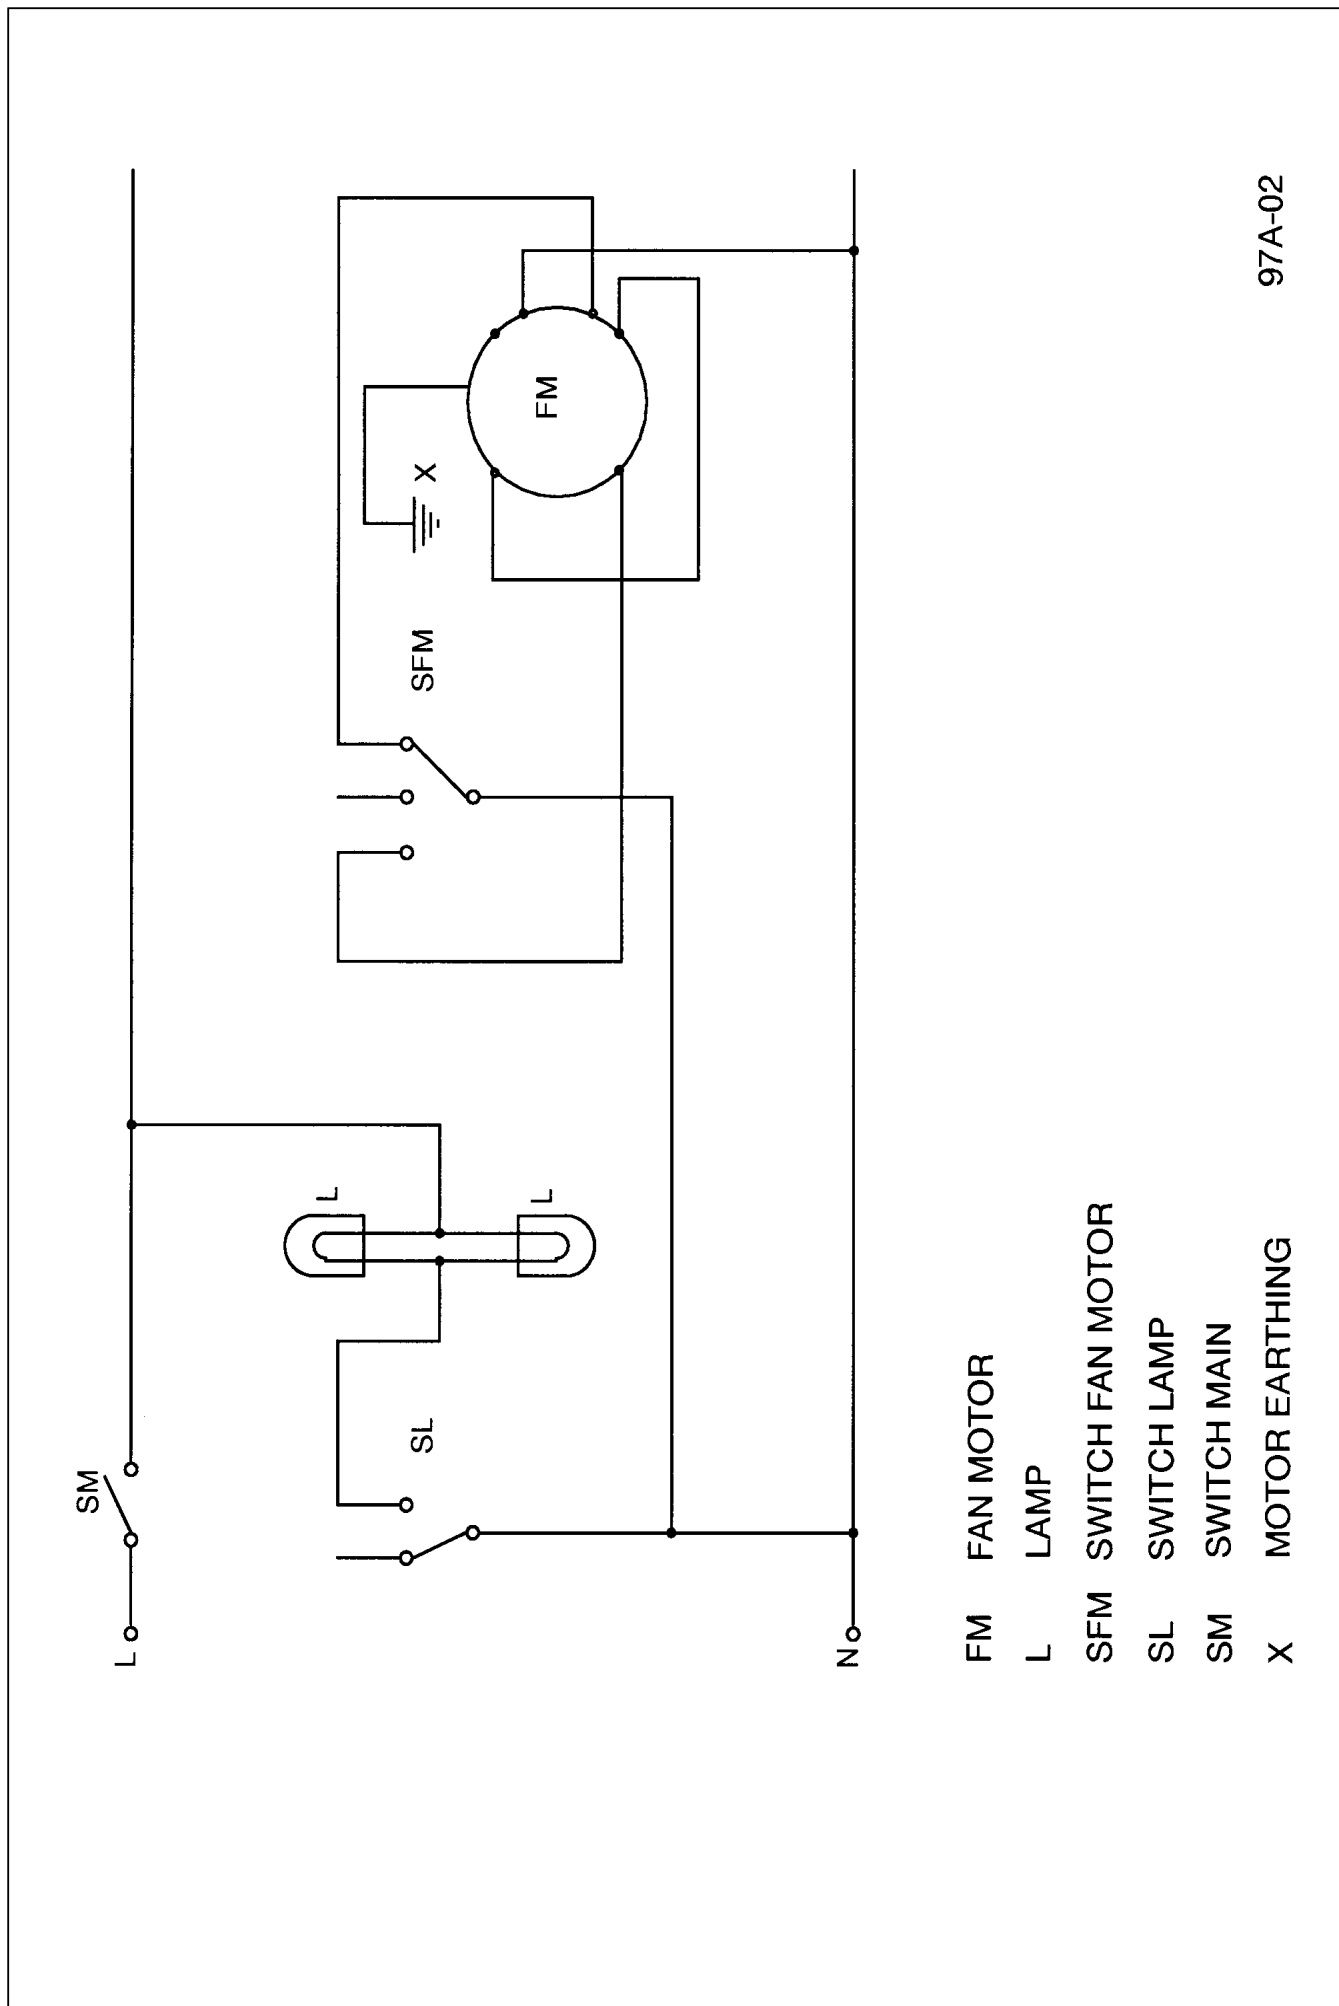 L
SM
SL
L
L
SFM
X
FM
N
FM FAN MOTOR
L LAMP
SFM SWITCH FAN MOTOR
SL SWITCH LAMP
SM SWITCH MAIN
X MOTOR EARTHING
97A-02